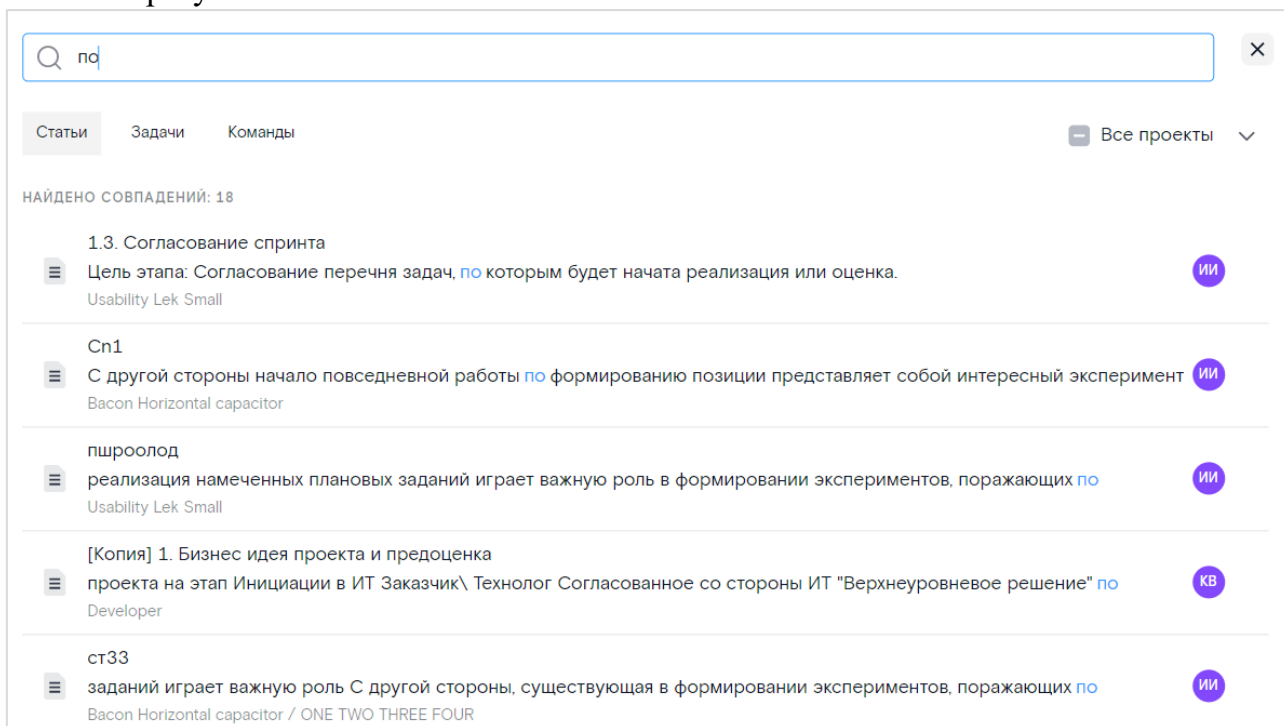 по
Статьи Задачи Команды Все проекты
НАЙДЕНО СОВПАДЕНИЙ: 18
1.3. Согласование спринта
Цель этапа: Согласование перечня задач, по которым будет начата реализация или оценка.
ИИ
Usability Lek Small
Сп1
С другой стороны начало повседневной работы по формированию позиции представляет собой интересный эксперимент
ИИ
Bacon Horizontal capacitor
пшроолод
реализация намеченных плановых заданий играет важную роль в формировании экспериментов, поражающих по
ИИ
Usability Lek Small
[Копия] 1. Бизнес идея проекта и предоценка
проекта на этап Инициации в ИТ Заказчик\ Технолог Согласованное со стороны ИТ "Верхнеуровневое решение" по
КВ
Developer
ст33
заданий играет важную роль С другой стороны, существующая в формировании экспериментов, поражающих по
ИИ
Bacon Horizontal capacitor / ONE TWO THREE FOUR